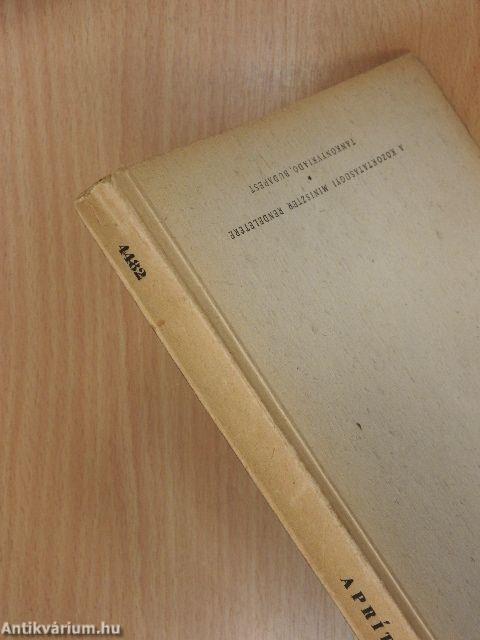 A KÖZOKTATÁSÜGYI MINISZTER RENDELETÉRE
TANKÖNYVKIADÓ, BUDAPEST
4482
APRÍT
Antikvárium.hu